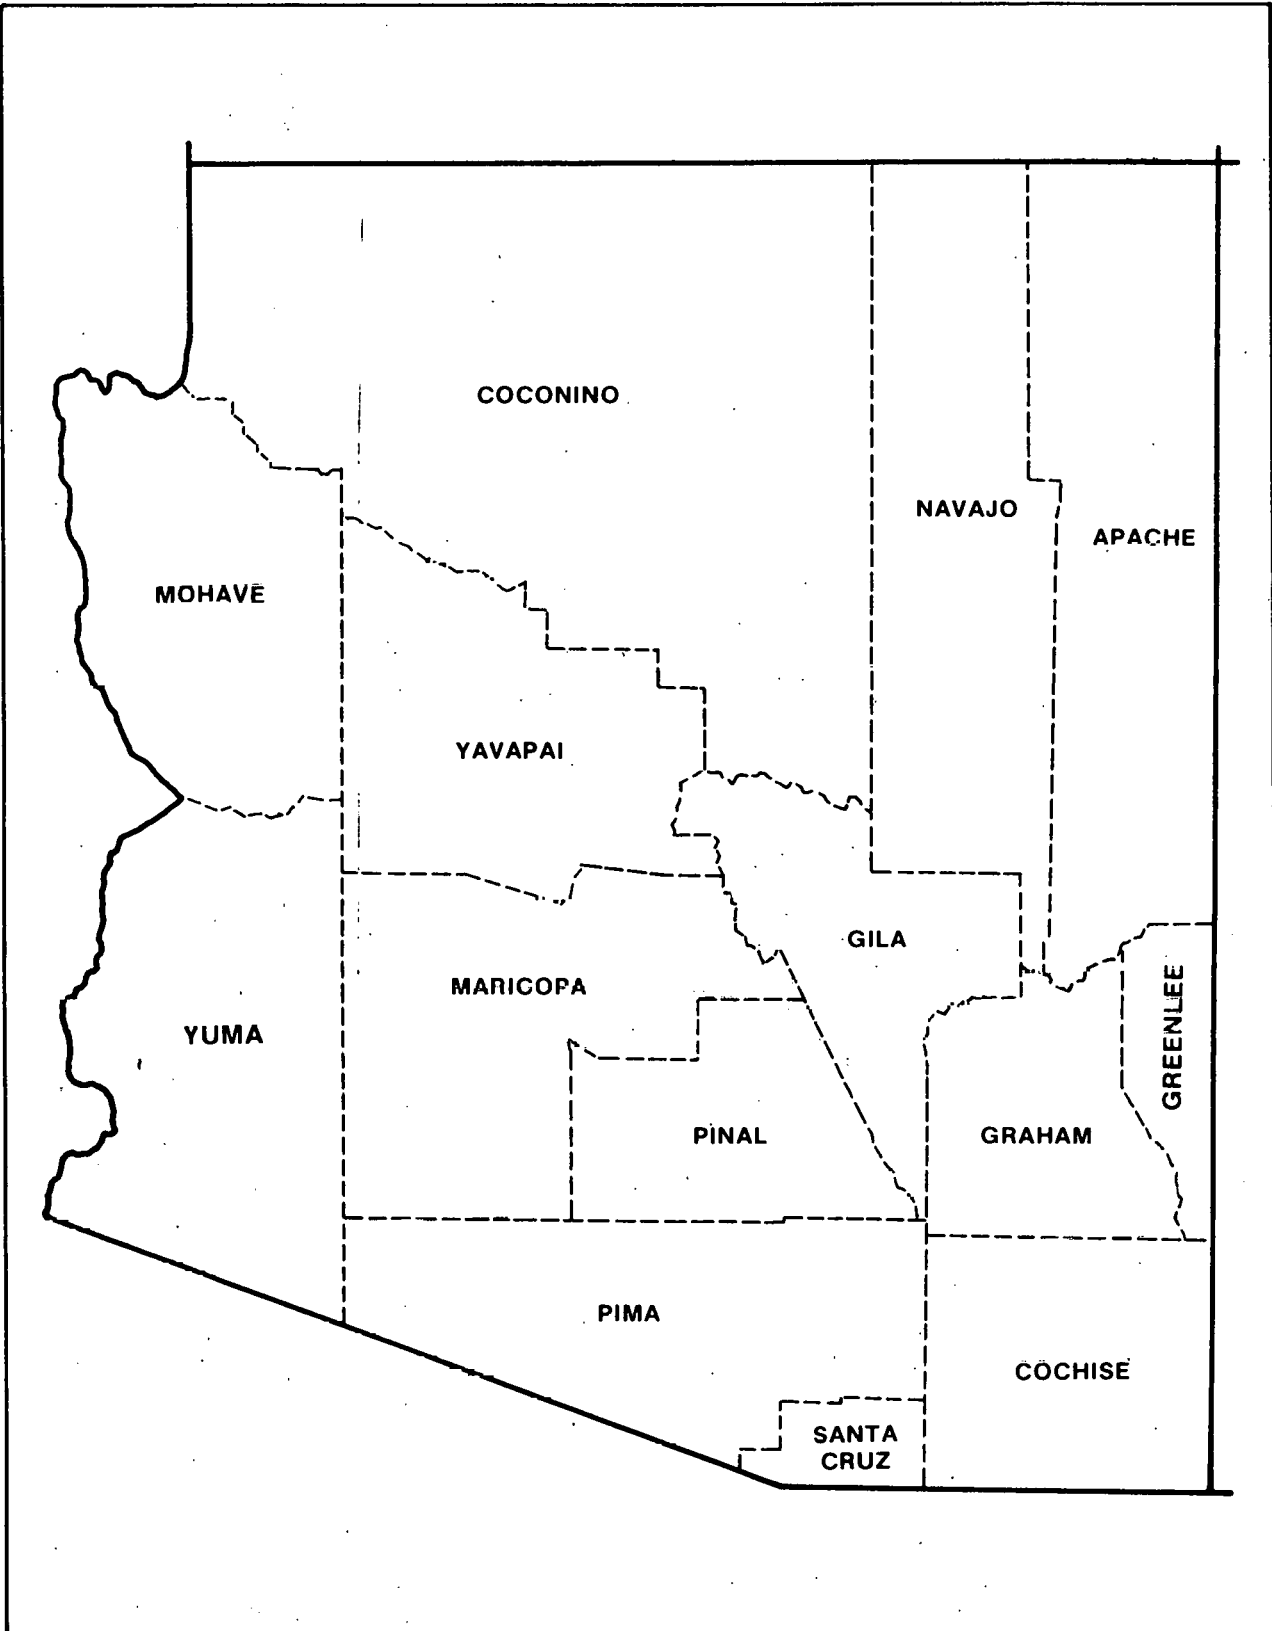 COCONINO
NAVAJO
APACHE
MOHAVE
YAVAPAI
GILA
MARICOPA
GREENLEE
YUMA
PINAL
GRAHAM
PIMA
COCHISE
SANTA
CRUZ